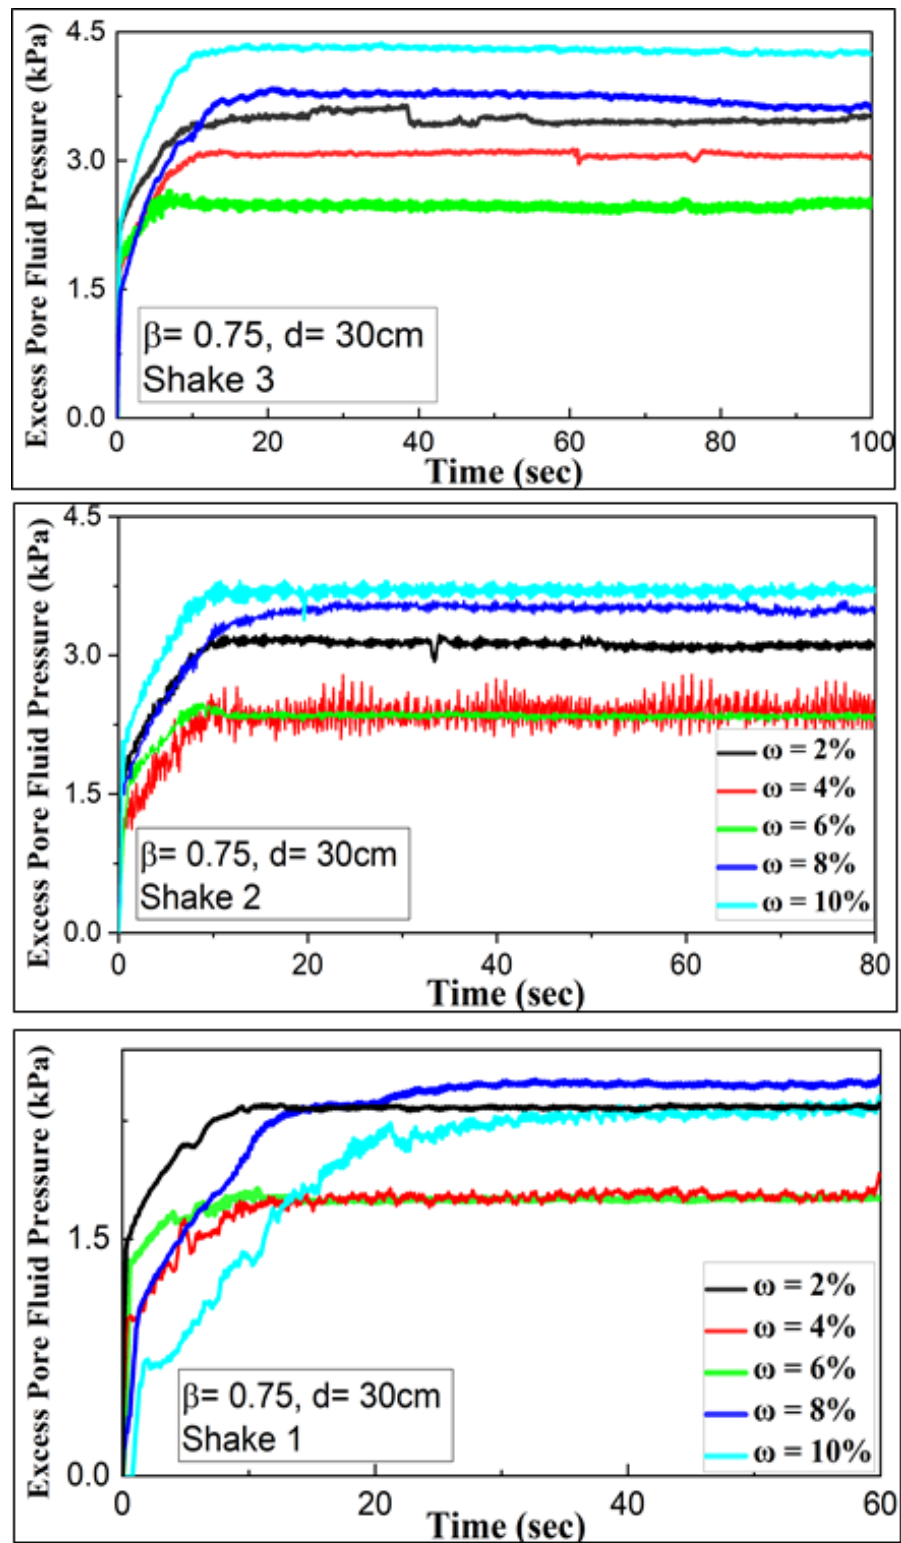 Excess Pore Fluid Pressure (kPa)
4.5
3.0
1.5
0.0
β= 0.75, d= 30cm
Shake 3
0 20 40 60 80 100
Time (sec)
Excess Pore Fluid Pressure (kPa)
4.5
3.0
1.5
0.0
ω = 2%
ω = 4%
ω = 6%
ω = 8%
ω = 10%
β= 0.75, d= 30cm
Shake 2
0 20 40 60 80
Time (sec)
Excess Pore Fluid Pressure (kPa)
1.5
0.0
ω = 2%
ω = 4%
ω = 6%
ω = 8%
ω = 10%
β= 0.75, d= 30cm
Shake 1
0 20 40 60
Time (sec)